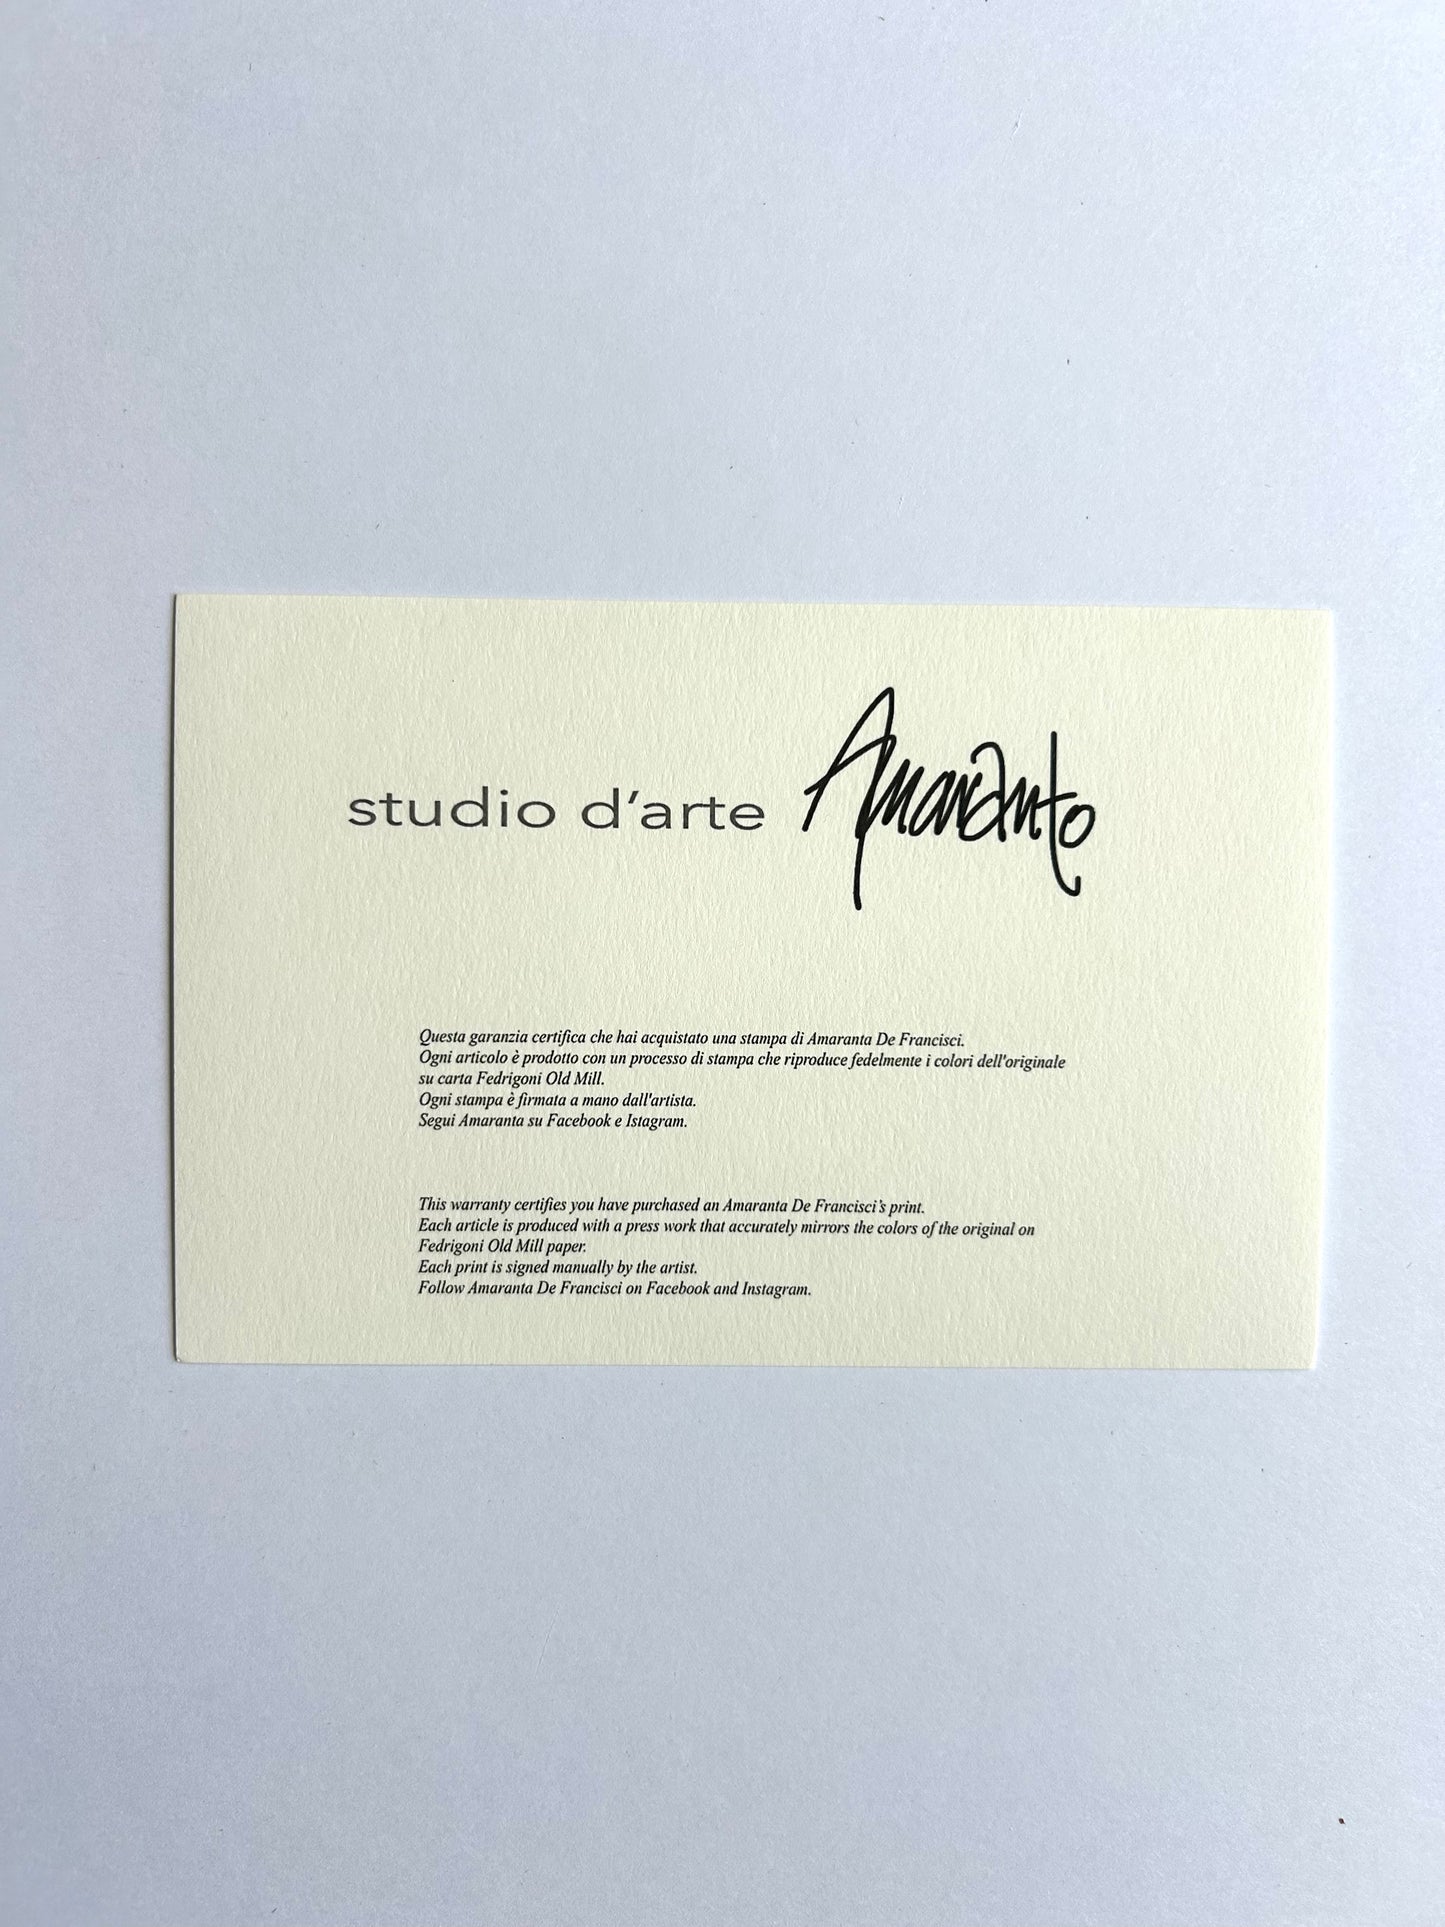 studio d'arte Amaranto
Questa garanzia certifica che hai acquistato una stampa di Amaranta De Francisci.
Ogni articolo è prodotto con un processo di stampa che riproduce fedelmente i colori dell'originale
su carta Fedrigoni Old Mill.
Ogni stampa è firmata a mano dall'artista.
Segui Amaranta su Facebook e Istagram.
This warranty certifies you have purchased an Amaranta De Francisci's print.
Each article is produced with a press work that accurately mirrors the colors of the original on
Fedrigoni Old Mill paper.
Each print is signed manually by the artist.
Follow Amaranta De Francisci on Facebook and Instagram.